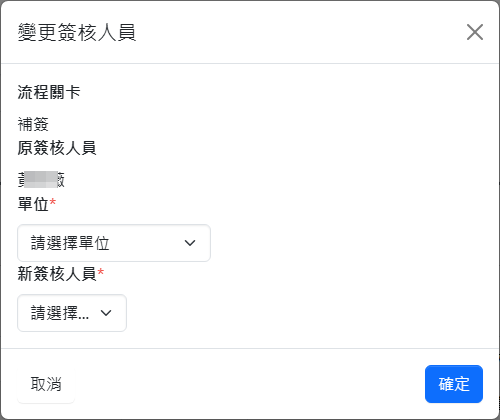 變更簽核人員
流程關卡
補簽
原簽核人員
單位*
請選擇單位
新簽核人員*
請選擇...
取消
確定